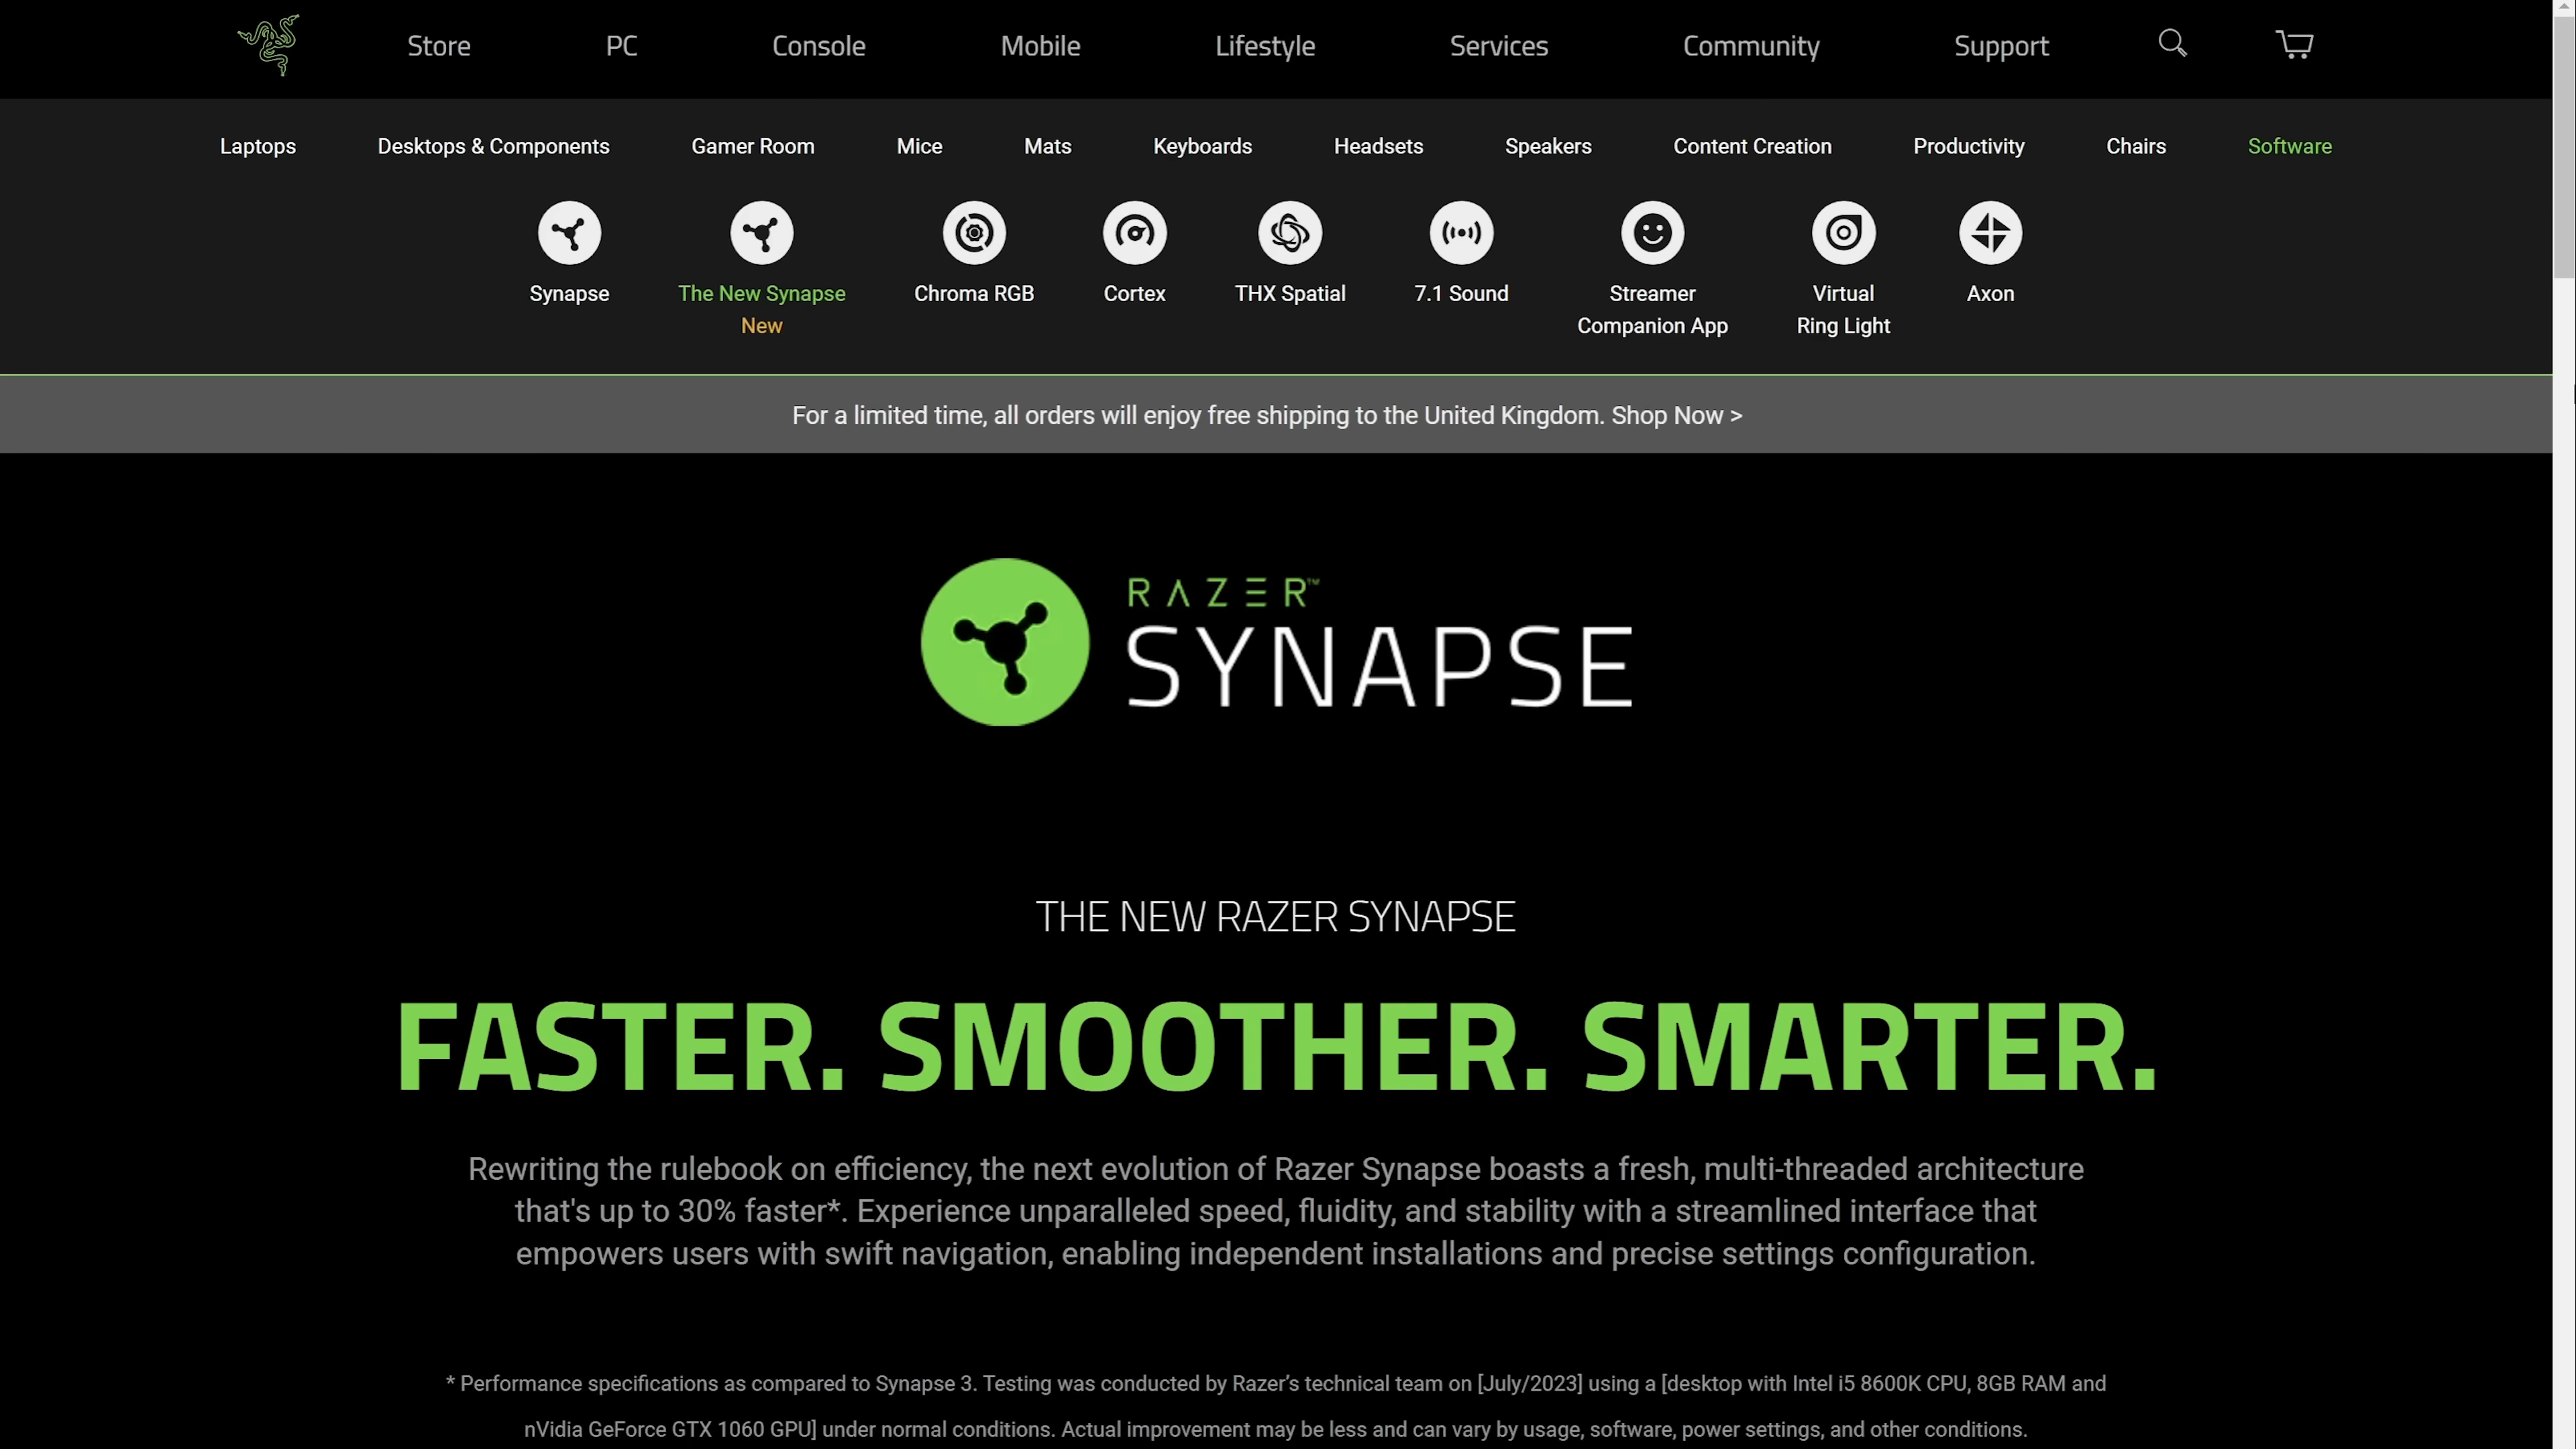 Store PC Console Mobile Lifestyle Services Community Support
Laptops Desktops & Components Gamer Room Mice Mats Keyboards Headsets Speakers Content Creation Productivity Chairs Software
Synapse The New Synapse Chroma RGB Cortex THX Spatial 7.1 Sound Streamer Virtual Axon
New Companion App Ring Light
For a limited time, all orders will enjoy free shipping to the United Kingdom. Shop Now >
RAZER™
SYNAPSE
THE NEW RAZER SYNAPSE
FASTER. SMOOTHER. SMARTER.
Rewriting the rulebook on efficiency, the next evolution of Razer Synapse boasts a fresh, multi-threaded architecture
that's up to 30% faster*. Experience unparalleled speed, fluidity, and stability with a streamlined interface that
empowers users with swift navigation, enabling independent installations and precise settings configuration.
* Performance specifications as compared to Synapse 3. Testing was conducted by Razer’s technical team on [July/2023] using a [desktop with Intel i5 8600K CPU, 8GB RAM and
nVidia GeForce GTX 1060 GPU] under normal conditions. Actual improvement may be less and can vary by usage, software, power settings, and other conditions.